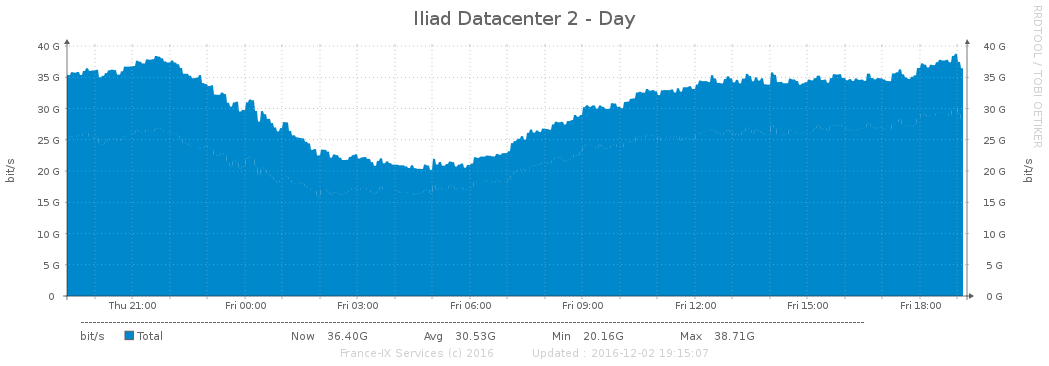 Iliad Datacenter 2 - Day
RRDTOOL / TOBI OETIKER
40 G 40 G
35 G 35 G
30 G 30 G
25 G 25 G
20 G 20 G
15 G 15 G
10 G 10 G
5 G 5 G
0 0 G
bit/s bit/s
Thu 21:00 Fri 00:00 Fri 03:00 Fri 06:00 Fri 09:00 Fri 12:00 Fri 15:00 Fri 18:00
bit/s Total Now 36.40G Avg 30.53G Min 20.16G Max 38.71G
France-IX Services (c) 2016 Updated : 2016-12-02 19:15:07